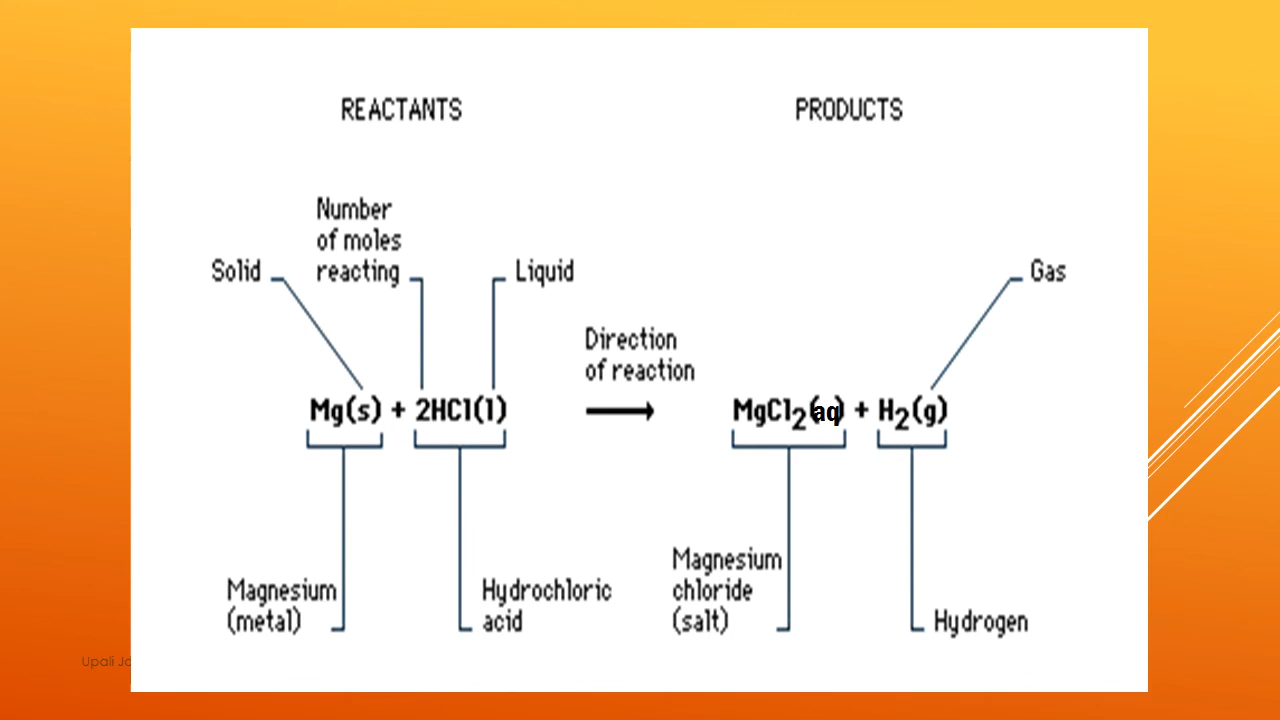 REACTANTS PRODUCTS
Number
of moles
reacting
Solid
Liquid
Gas
Direction
of reaction
Mg(s) + 2HCl(l) → MgCl₂(aq) + H₂(g)
Magnesium
(metal)
Hydrochloric
acid
Magnesium
chloride
(salt)
Hydrogen
Upali